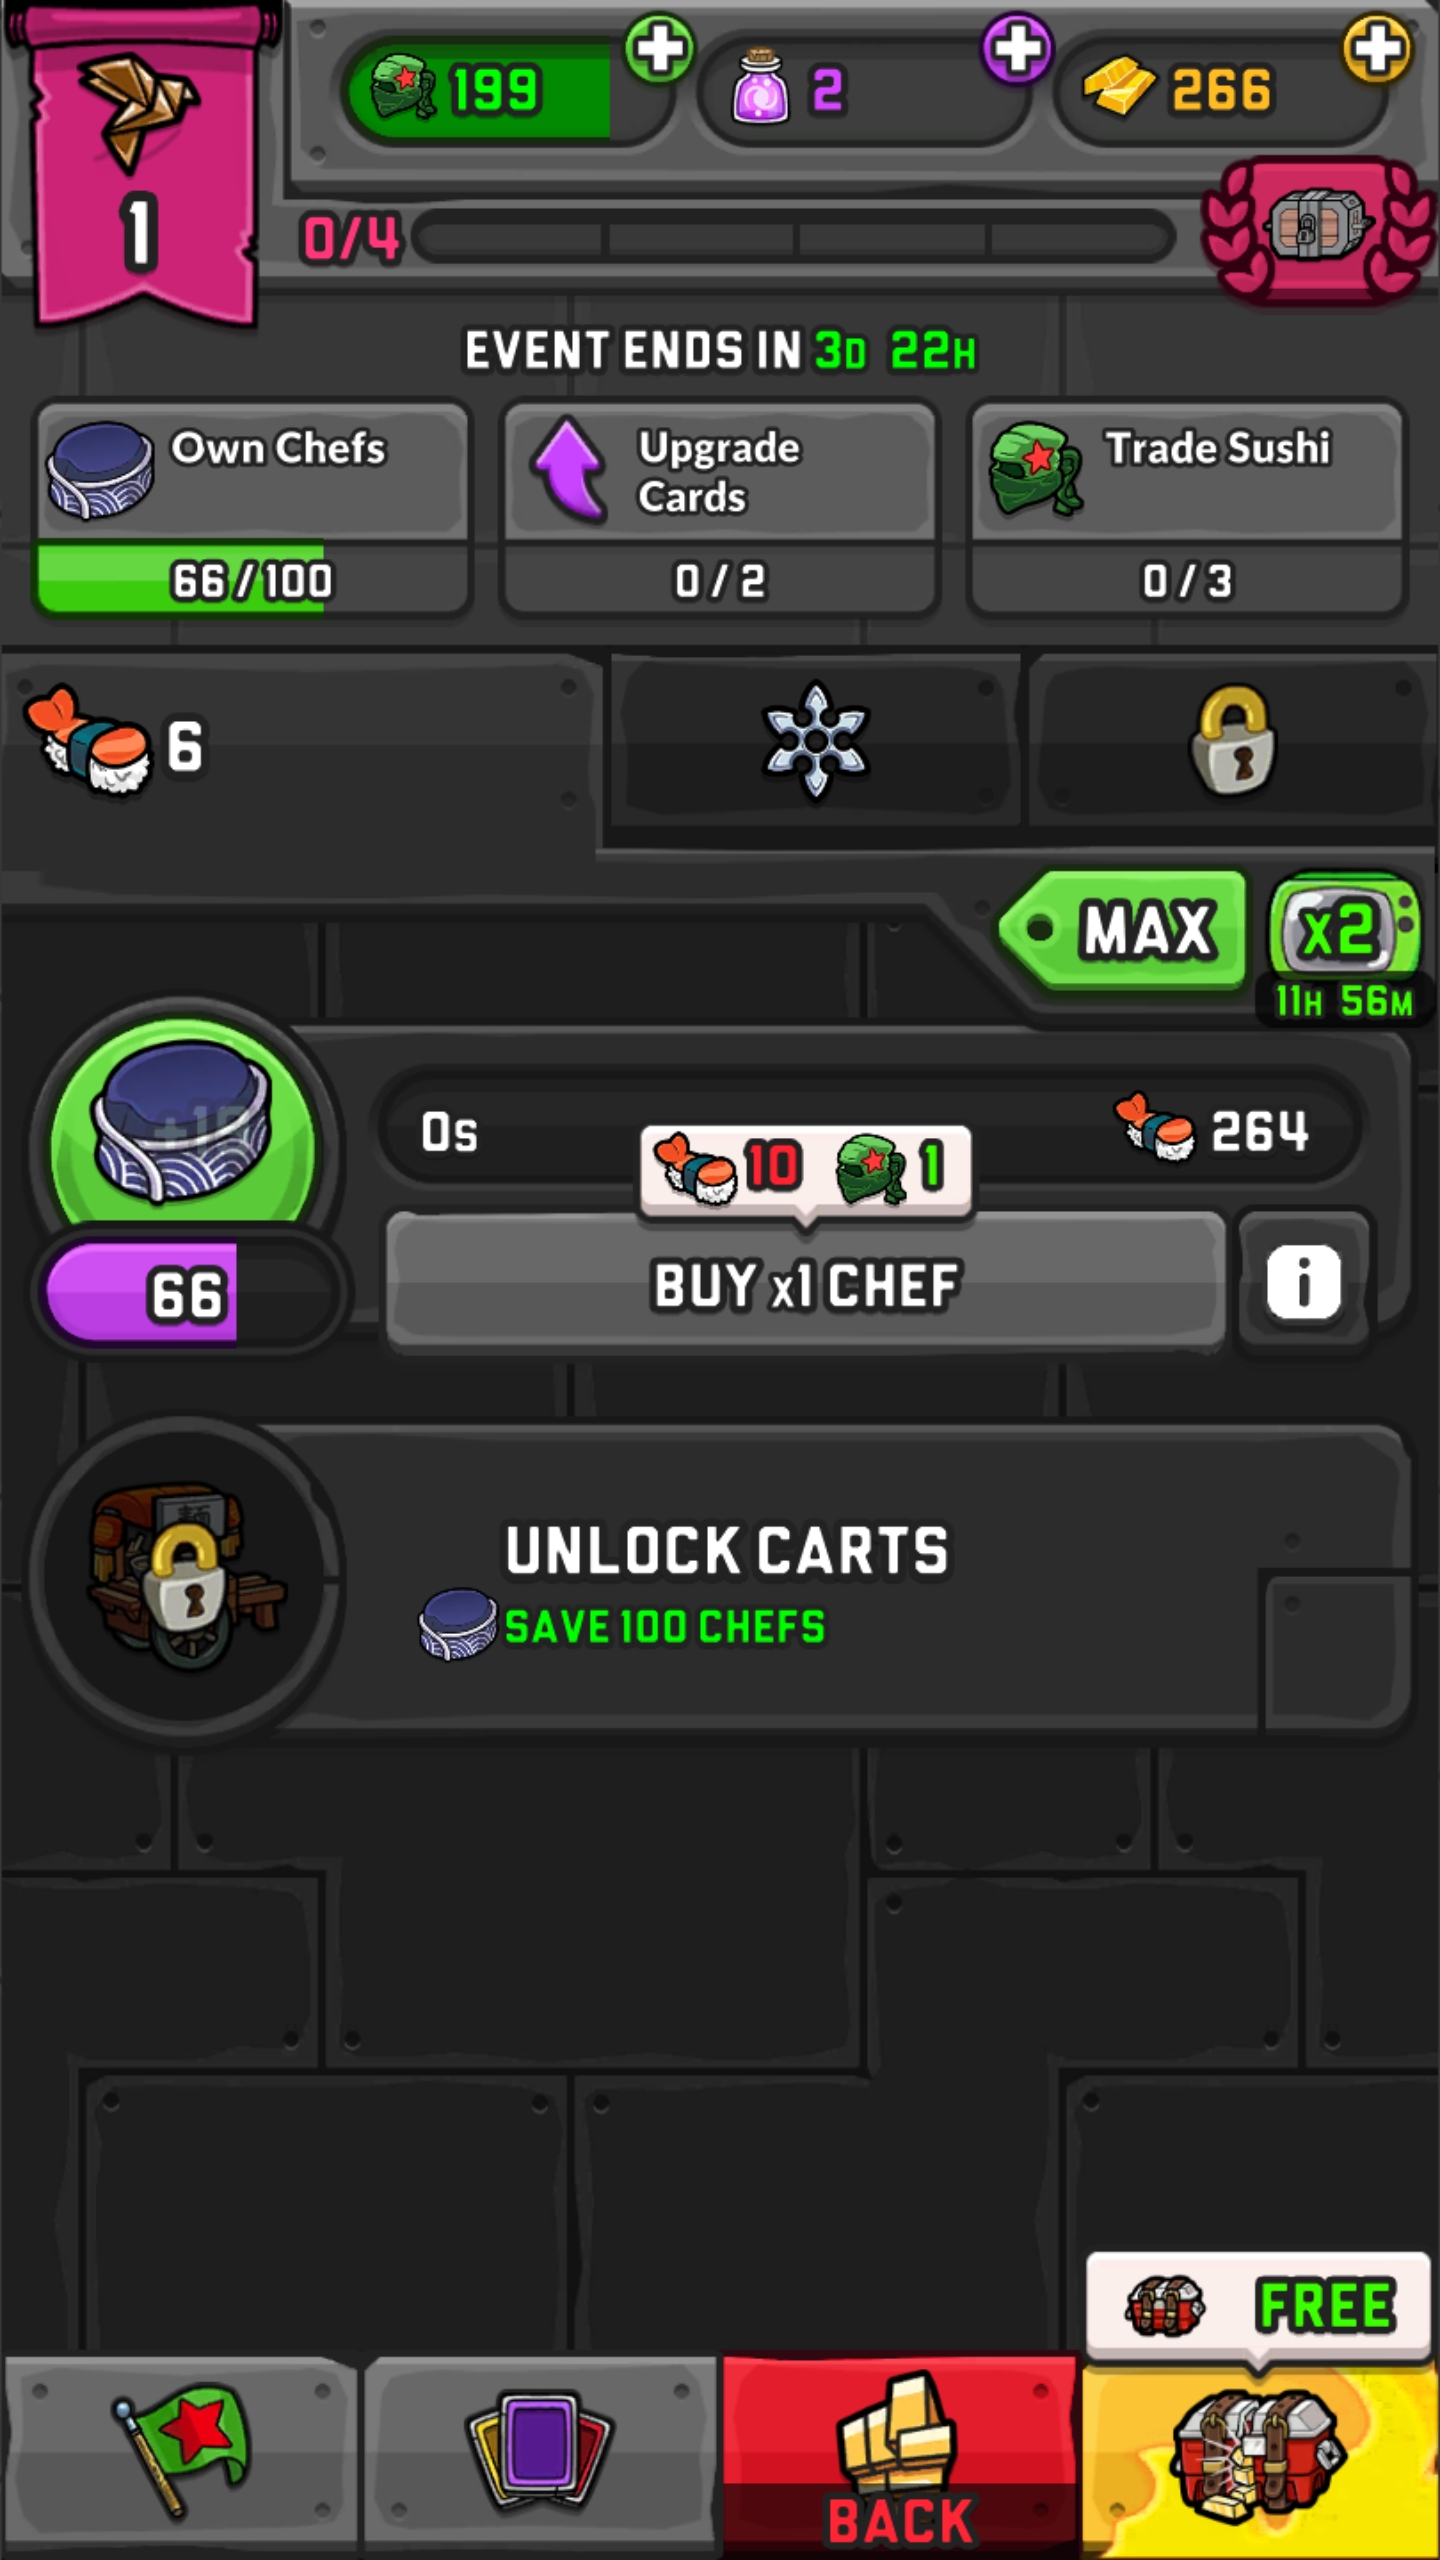 199
2
266
1
0/4
EVENT ENDS IN 3D 22H
Own Chefs
66/100
Upgrade
Cards
0/2
Trade Sushi
0/3
6
MAX
x2
11H 56M
0s
264
10
1
66
BUY x1 CHEF
i
UNLOCK CARTS
SAVE 100 CHEFS
FREE
BACK